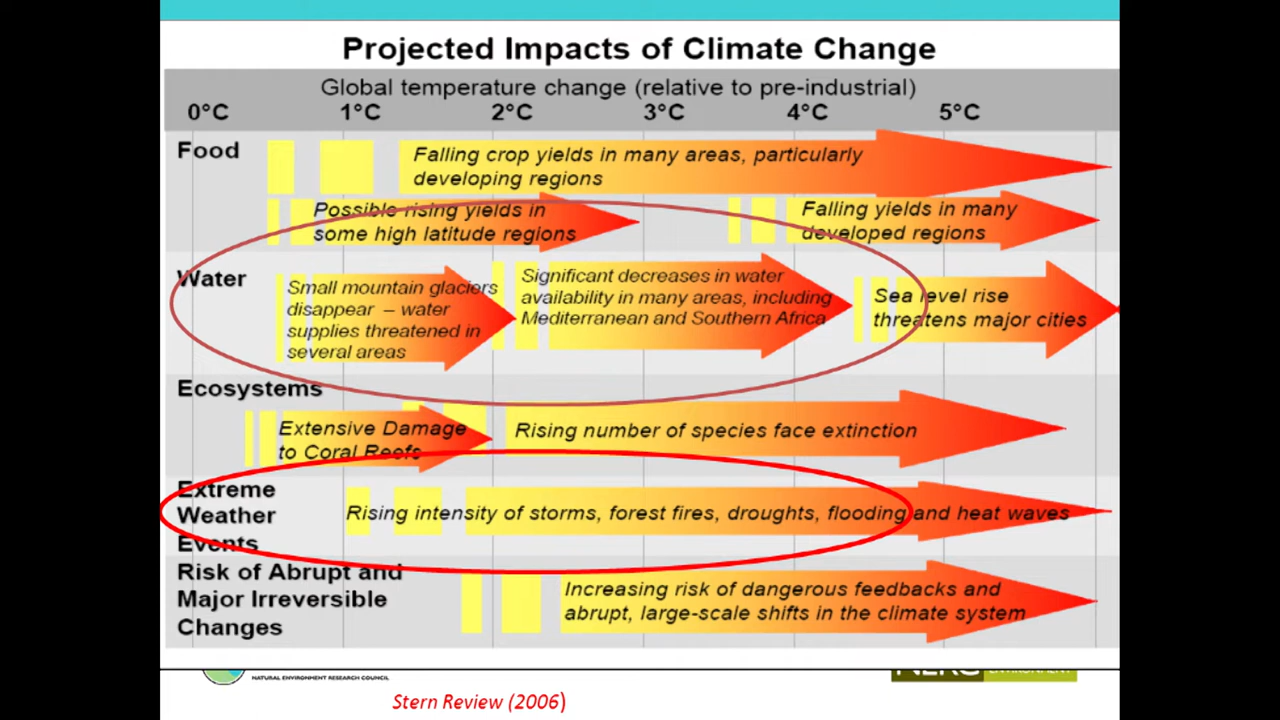 Projected Impacts of Climate Change
Global temperature change (relative to pre-industrial)
0°C 1°C 2°C 3°C 4°C 5°C
Food
Falling crop yields in many areas, particularly
developing regions
Possible rising yields in
some high latitude regions
Falling yields in many
developed regions
Water
Small mountain glaciers
disappear – water
supplies threatened in
several areas
Significant decreases in water
availability in many areas, including
Mediterranean and Southern Africa
Sea level rise
threatens major cities
Ecosystems
Extensive Damage
to Coral Reefs
Rising number of species face extinction
Extreme
Weather
Events
Rising intensity of storms, forest fires, droughts, flooding and heat waves
Risk of Abrupt and
Major Irreversible
Changes
Increasing risk of dangerous feedbacks and
abrupt, large-scale shifts in the climate system
NATURAL ENVIRONMENT RESEARCH COUNCIL
Stern Review (2006)